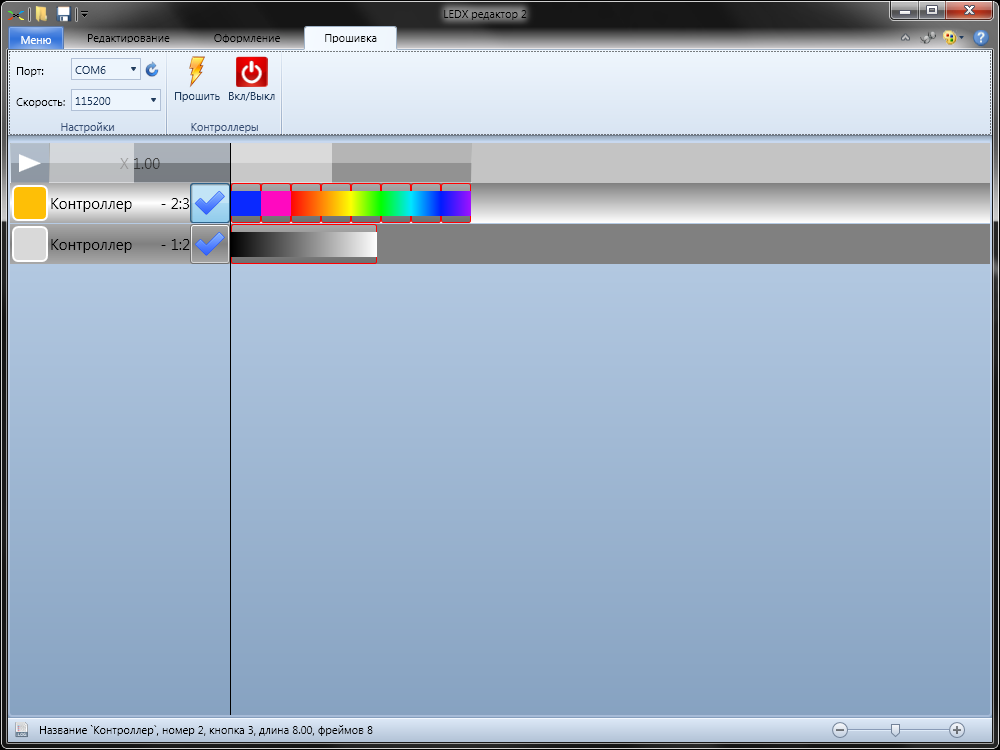 LEDX редактор 2
Меню Редактирование Оформление Прошивка
Порт: COM6
Скорость: 115200
Прошить Вкл/Выкл
Настройки Контроллеры
X 1.00
Контроллер - 2:3
Контроллер - 1:2
Название `Контроллер`, номер 2, кнопка 3, длина 8.00, фреймов 8